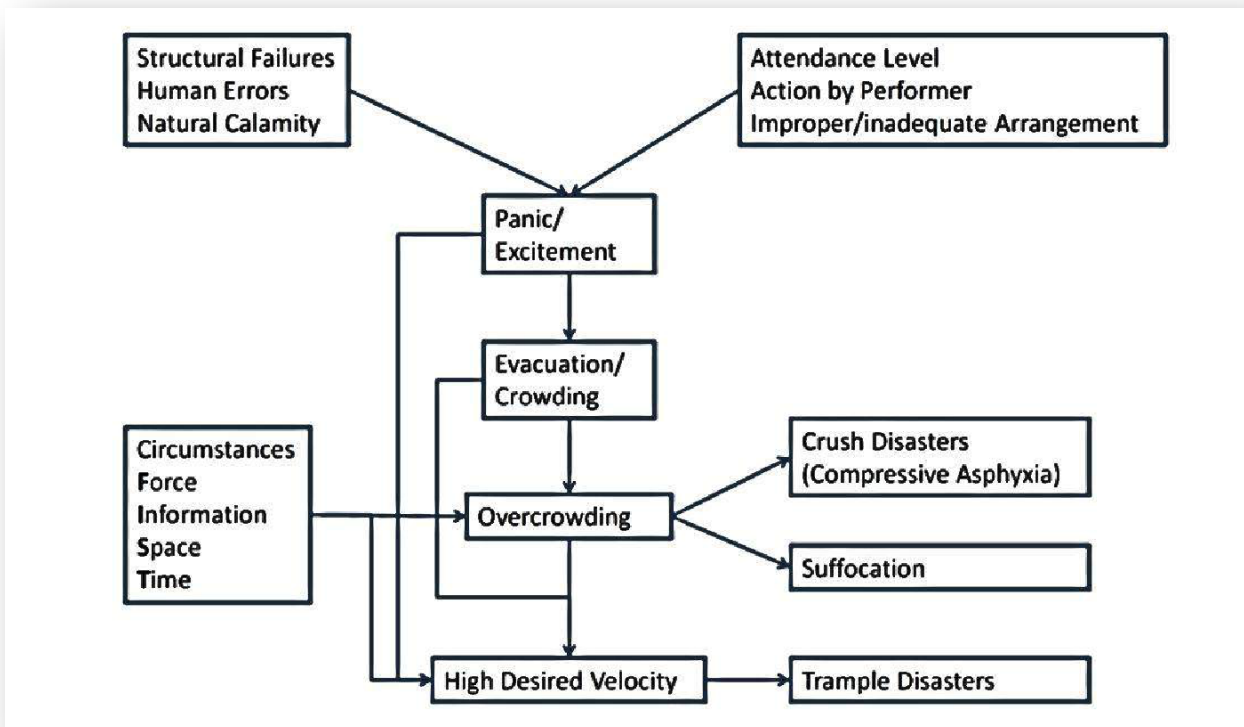 Structural Failures
Human Errors
Natural Calamity
Attendance Level
Action by Performer
Improper/inadequate Arrangement
Panic/
Excitement
Evacuation/
Crowding
Circumstances
Force
Information
Space
Time
Overcrowding
Crush Disasters
(Compressive Asphyxia)
Suffocation
High Desired Velocity
Trample Disasters